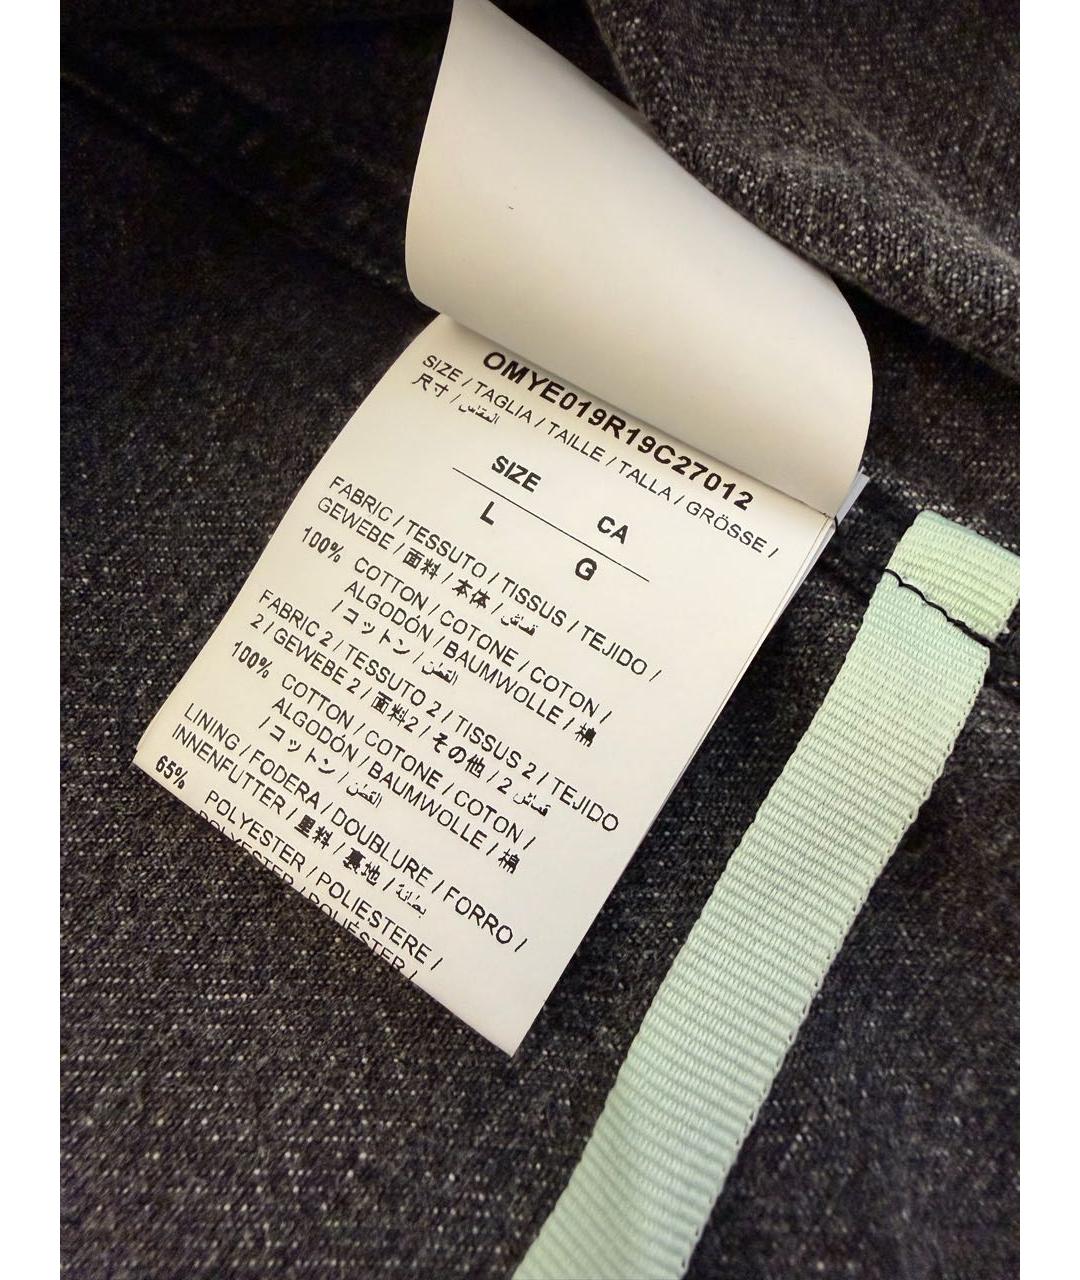 OMYE019R19C27012
SIZE / TAGLIA / TAILLE / TALLA / GRÖSSE /
尺寸 / المقاس
SIZE CA
L G
FABRIC / TESSUTO / TISSUS / TEJIDO /
GEWEBE / 面料 / 本体 / قماش
100% COTTON / COTONE / COTON /
ALGODÓN / BAUMWOLLE / 棉
/ コットン / القطن
FABRIC 2 / TESSUTO 2 / TISSUS 2 / TEJIDO
2 / GEWEBE 2 / 面料2 / その他 / 2 قماش
100% COTTON / COTONE / COTON /
ALGODÓN / BAUMWOLLE / 棉
/ コットン / القطن
LINING / FODERA / DOUBLURE / FORRO /
INNENFUTTER / 里料 / 裏地 / بطانة
65% POLYESTER / POLIESTERE /
POLYESTER / POLIÉSTER /